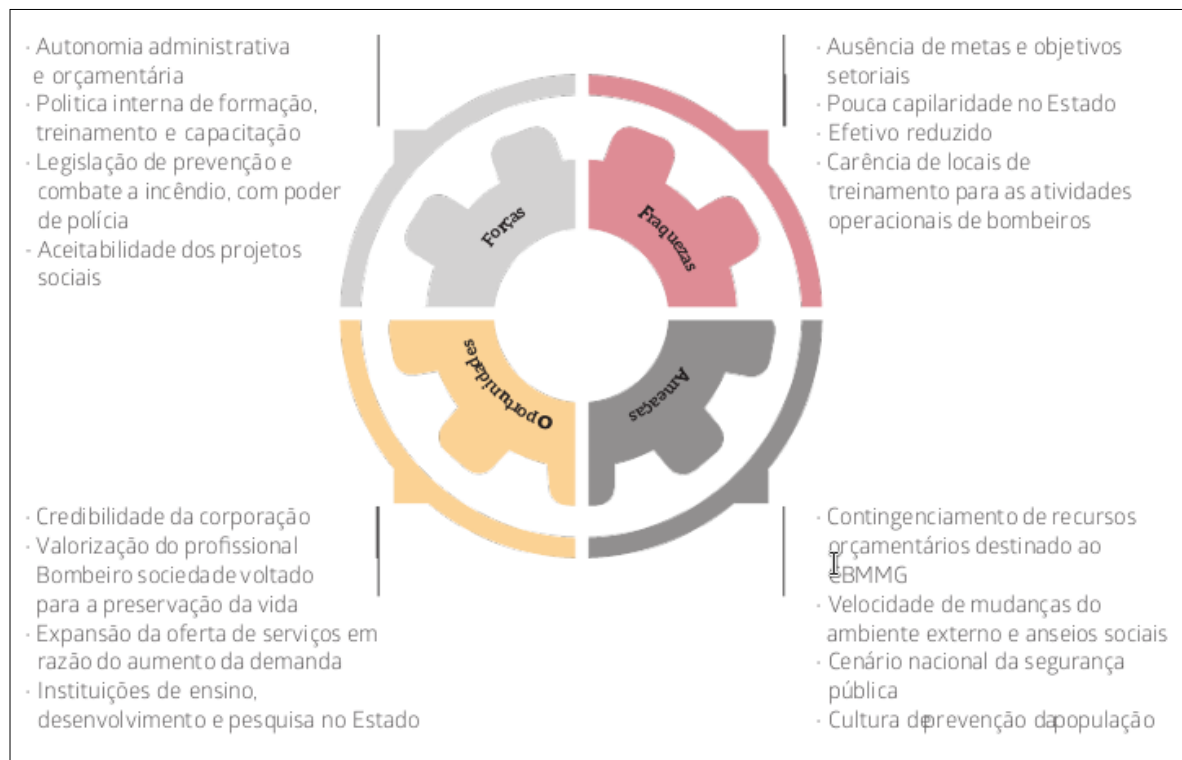 · Autonomia administrativa
e orçamentária
· Politica interna de formação,
treinamento e capacitação
· Legislação de prevenção e
combate a incêndio, com poder
de polícia
- Aceitabilidade dos projetos
sociais
Forças
· Ausência de metas e objetivos
setoriais
· Pouca capilaridade no Estado
· Efetivo reduzido
· Carência de locais de
treinamento para as atividades
operacionais de bombeiros
Fraquezas
Oportunidades
· Credibilidade da corporação
· Valorização do profissional
Bombeiro sociedade voltado
para a preservação da vida
· Expansão da oferta de serviços em
razão do aumento da demanda
· Instituições de ensino,
desenvolvimento e pesquisa no Estado
Ameaças
· Contingenciamento de recursos
orçamentários destinado ao
CBMMG
· Velocidade de mudanças do
ambiente externo e anseios sociais
· Cenário nacional da segurança
pública
· Cultura de prevenção da população